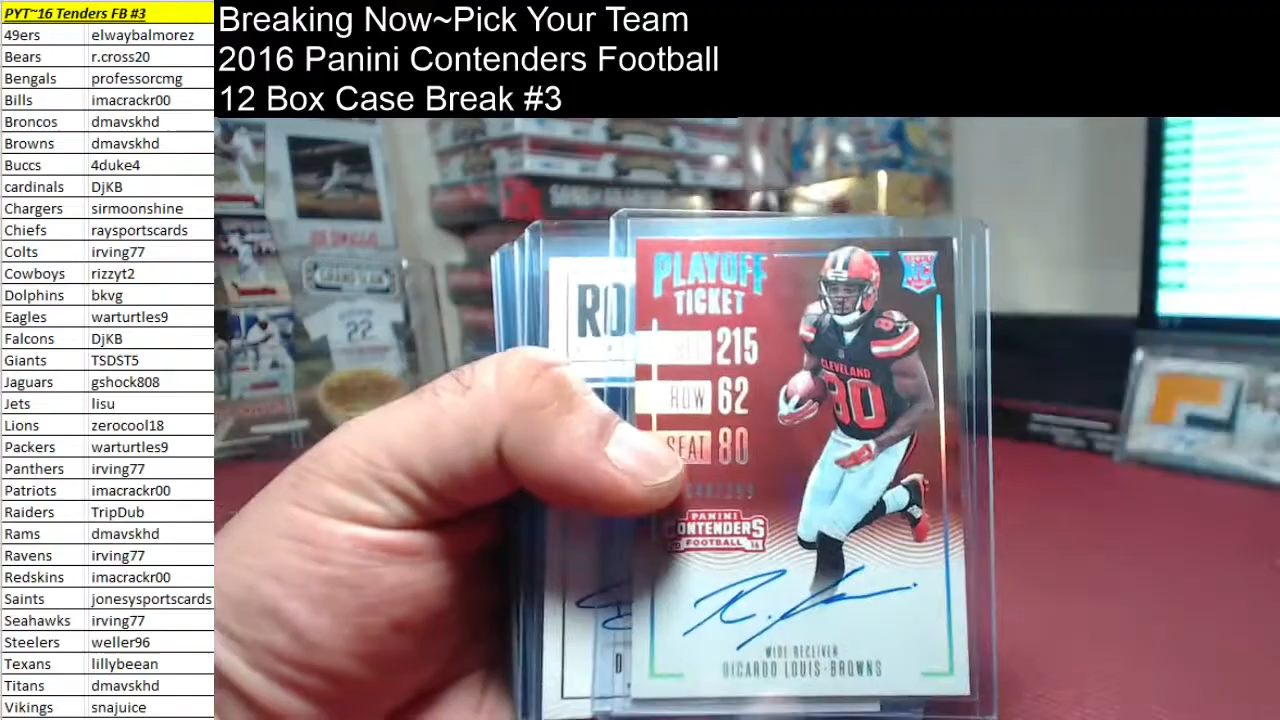 PYT~16 Tenders FB #3
49ers elwaybalmorez
Bears r.cross20
Bengals professorcmg
Bills imacrackr00
Broncos dmavskhd
Browns dmavskhd
Buccs 4duke4
cardinals DjKB
Chargers sirmoonshine
Chiefs raysportscards
Colts irving77
Cowboys rizzyt2
Dolphins bkvg
Eagles warturtles9
Falcons DjKB
Giants TSDST5
Jaguars gshock808
Jets lisu
Lions zerocool18
Packers warturtles9
Panthers irving77
Patriots imacrackr00
Raiders TripDub
Rams dmavskhd
Ravens irving77
Redskins imacrackr00
Saints jonesysportscards
Seahawks irving77
Steelers weller96
Texans lillybeean
Titans dmavskhd
Vikings snajuice
Breaking Now~Pick Your Team
2016 Panini Contenders Football
12 Box Case Break #3
GRAND SLAM
22
RO
PLAYOFF
TICKET
215
ROW 62
SEAT 80
CLEVELAND
80
PANINI
CONTENDERS
FOOTBALL
WIDE RECEIVER
RICARDO LOUIS-BROWNS